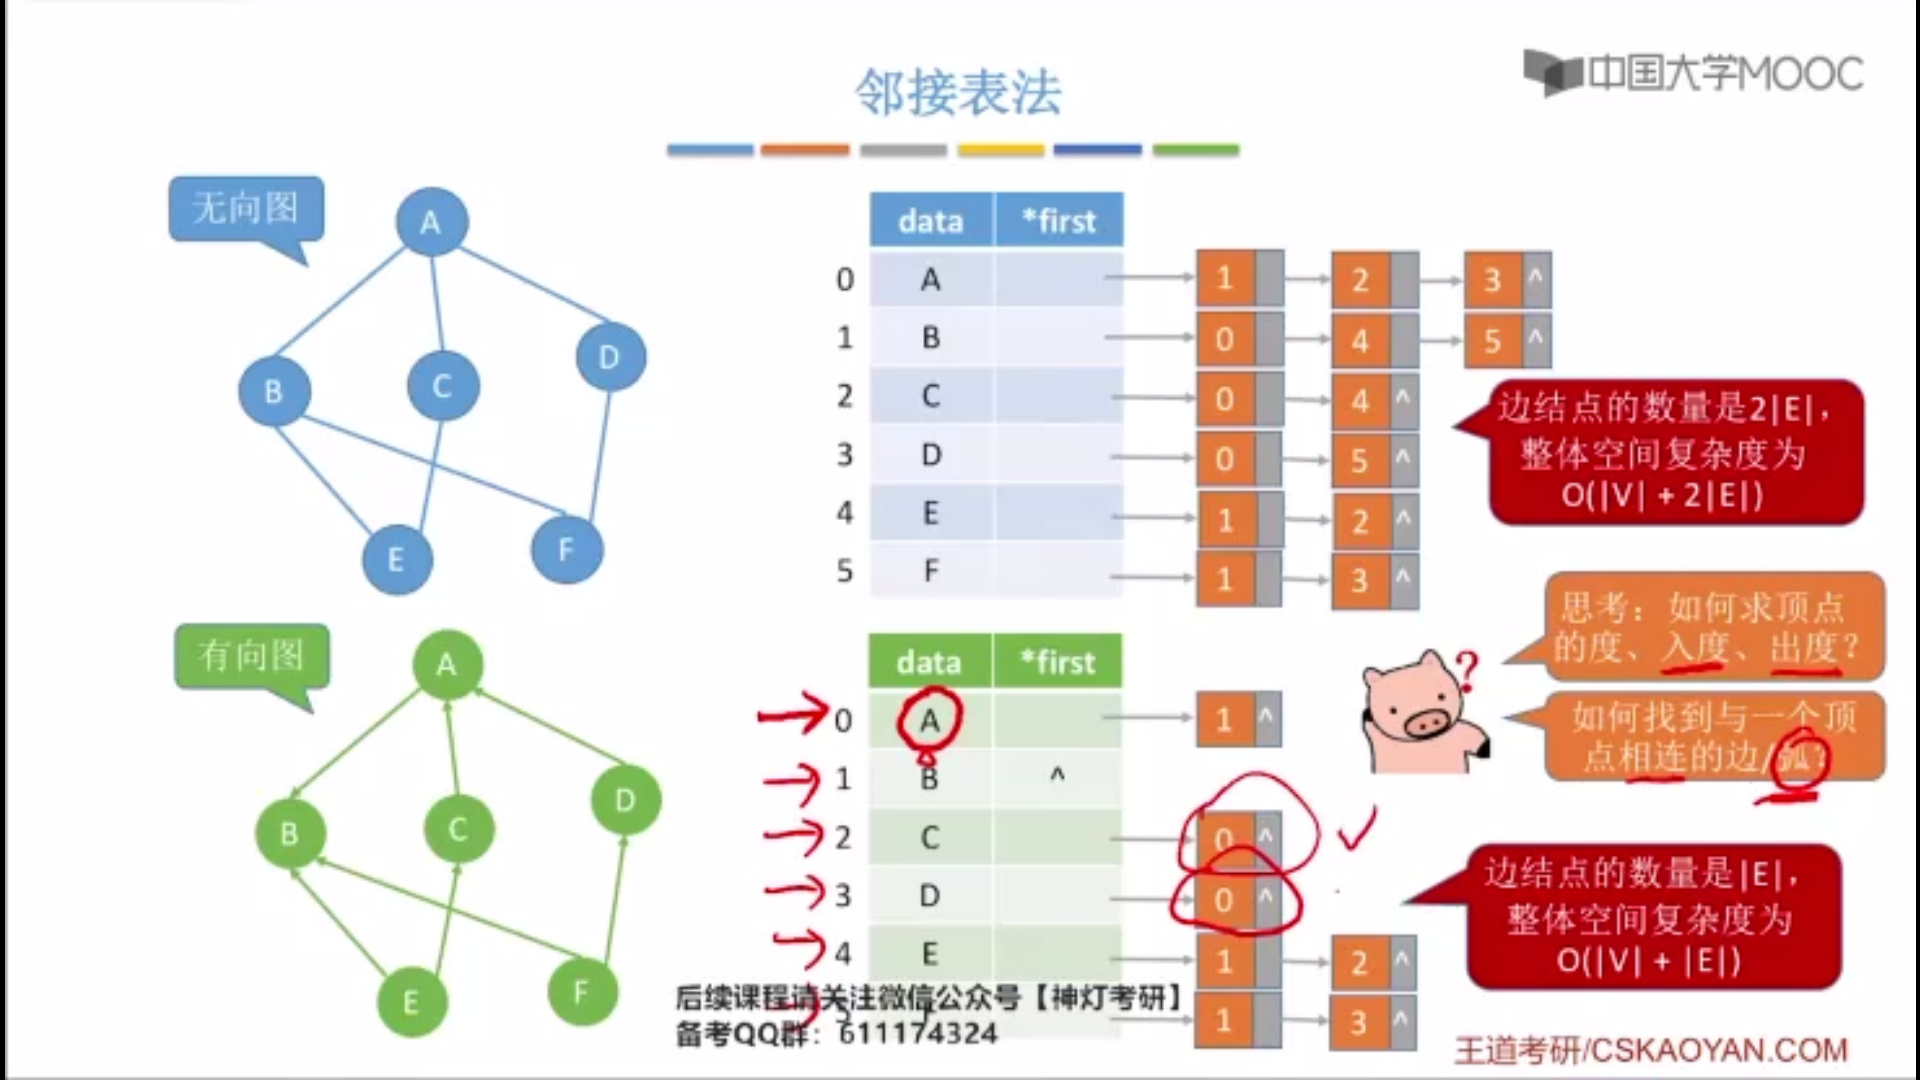 邻接表法
中国大学MOOC
无向图
A
B
C
D
E
F
data *first
0 A 1 2 3 ^
1 B 0 4 5 ^
2 C 0 4 ^
3 D 0 5 ^
4 E 1 2 ^
5 F 1 3 ^
边结点的数量是2|E|,
整体空间复杂度为
O(|V| + 2|E|)
思考：如何求顶点
的度、入度、出度？
如何找到与一个顶
点相连的边/弧？
?
有向图
A
B
C
D
E
F
data *first
0 A 1 ^
1 B ^
2 C 0 ^
3 D 0 ^
4 E 1 2 ^
5 F 1 3 ^
边结点的数量是|E|,
整体空间复杂度为
O(|V| + |E|)
后续课程请关注微信公众号【神灯考研】
备考QQ群：611174324
王道考研/CSKAOYAN.COM